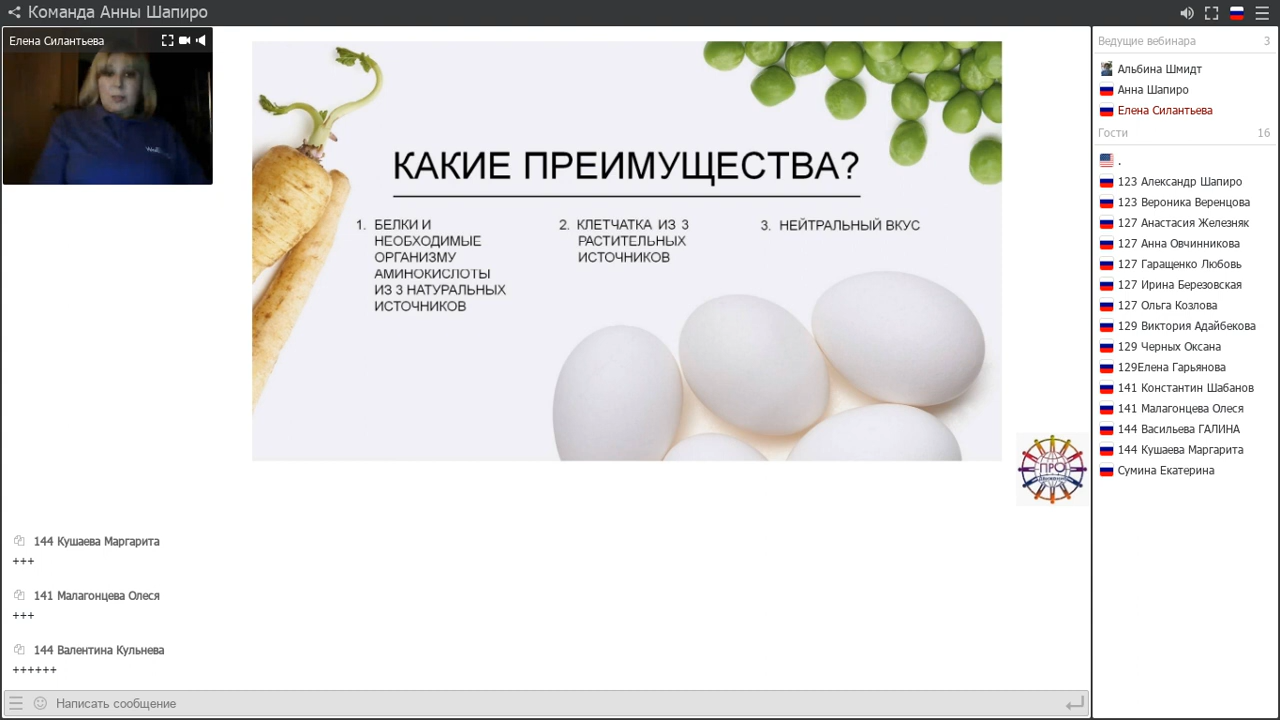 Команда Анны Шапиро
Елена Силантьева
КАКИЕ ПРЕИМУЩЕСТВА?
1. БЕЛКИ И
НЕОБХОДИМЫЕ
ОРГАНИЗМУ
АМИНОКИСЛОТЫ
ИЗ 3 НАТУРАЛЬНЫХ
ИСТОЧНИКОВ
2. КЛЕТЧАТКА ИЗ 3
РАСТИТЕЛЬНЫХ
ИСТОЧНИКОВ
3. НЕЙТРАЛЬНЫЙ ВКУС
ПРО
144 Кушаева Маргарита
+++
141 Малагонцева Олеся
+++
144 Валентина Кульнева
++++++
Написать сообщение
Ведущие вебинара 3
Альбина Шмидт
Анна Шапиро
Елена Силантьева
Гости 16
.
123 Александр Шапиро
123 Вероника Веренцова
127 Анастасия Железняк
127 Анна Овчинникова
127 Гаращенко Любовь
127 Ирина Березовская
127 Ольга Козлова
129 Виктория Адайбекова
129 Черных Оксана
129Елена Гарьянова
141 Константин Шабанов
141 Малагонцева Олеся
144 Васильева ГАЛИНА
144 Кушаева Маргарита
Сумина Екатерина